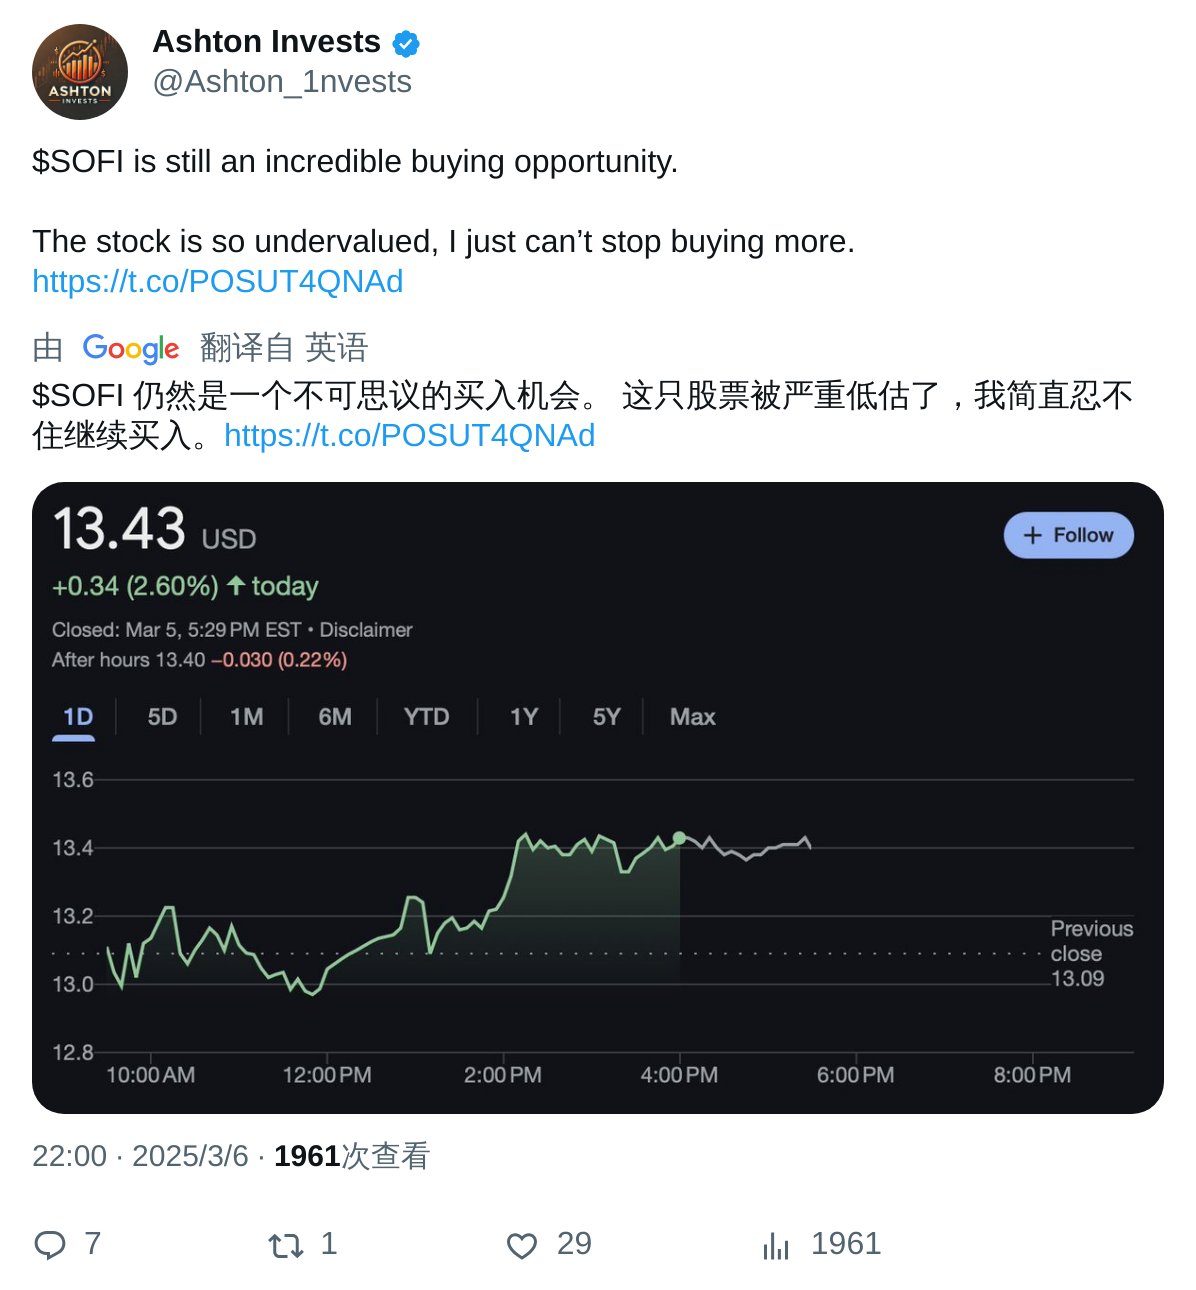 ASHTON
INVESTS
Ashton Invests
@Ashton_1nvests
$SOFI is still an incredible buying opportunity.
The stock is so undervalued, I just can’t stop buying more.
https://t.co/POSUT4QNAd
由 Google 翻译自 英语
$SOFI 仍然是一个不可思议的买入机会。 这只股票被严重低估了，我简直忍不
住继续买入。https://t.co/POSUT4QNAd
13.43 USD
+ Follow
+0.34 (2.60%) ↑ today
Closed: Mar 5, 5:29 PM EST • Disclaimer
After hours 13.40 −0.030 (0.22%)
1D 5D 1M 6M YTD 1Y 5Y Max
13.6
13.4
13.2
Previous
close
13.09
13.0
12.8
10:00 AM 12:00 PM 2:00 PM 4:00 PM 6:00 PM 8:00 PM
22:00 · 2025/3/6 · 1961次查看
7 1 29 1961